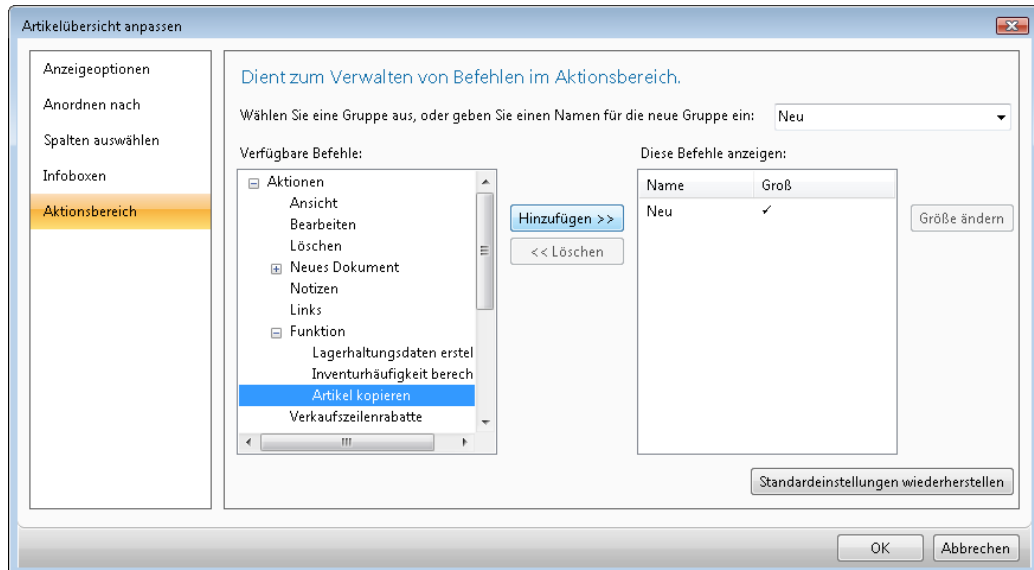 Artikelübersicht anpassen
Anzeigeoptionen
Anordnen nach
Spalten auswählen
Infoboxen
Aktionsbereich
Dient zum Verwalten von Befehlen im Aktionsbereich.
Wählen Sie eine Gruppe aus, oder geben Sie einen Namen für die neue Gruppe ein:
Neu
Verfügbare Befehle:
Aktionen
Ansicht
Bearbeiten
Löschen
Neues Dokument
Notizen
Links
Funktion
Lagerhaltungsdaten erstel
Inventurhäufigkeit berech
Artikel kopieren
Verkaufszeilenrabatte
Hinzufügen >>
<< Löschen
Diese Befehle anzeigen:
Name Groß
Neu ✓
Größe ändern
Standardeinstellungen wiederherstellen
OK
Abbrechen